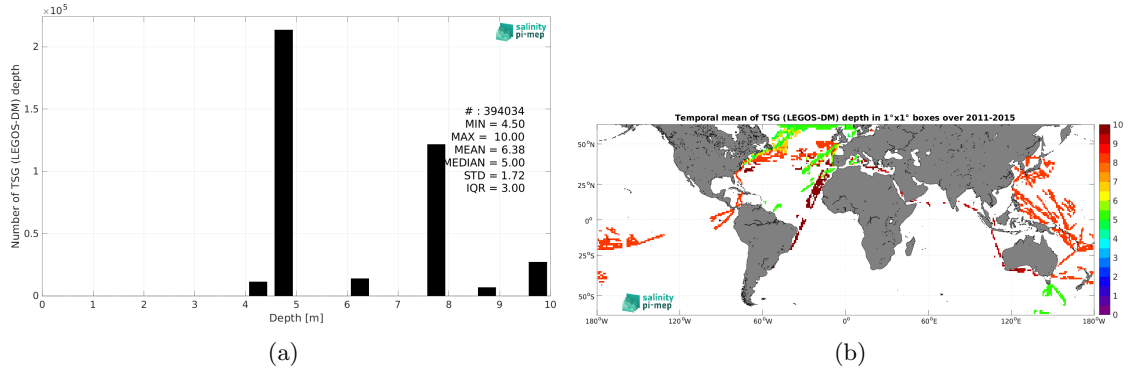 ×10⁵
salinity
pi-mep
2
1.5
1
0.5
0
Number of TSG (LEGOS-DM) depth
# : 394034
MIN = 4.50
MAX = 10.00
MEAN = 6.38
MEDIAN = 5.00
STD = 1.72
IQR = 3.00
0 1 2 3 4 5 6 7 8 9 10
Depth [m]
(a)
Temporal mean of TSG (LEGOS-DM) depth in 1°x1° boxes over 2011-2015
50°N
25°N
0°
25°S
50°S
salinity
pi-mep
180°W 120°W 60°W 0° 60°E 120°E 180°W
10
9
8
7
6
5
4
3
2
1
0
(b)